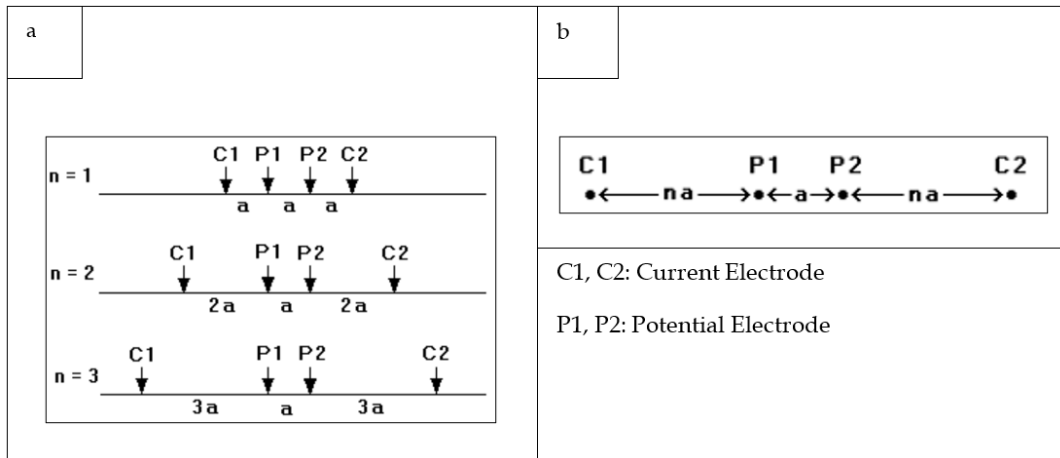 a
C1 P1 P2 C2
n = 1
a a a
C1 P1 P2 C2
n = 2
2a a 2a
C1 P1 P2 C2
n = 3
3a a 3a
b
C1 P1 P2 C2
na a na
C1, C2: Current Electrode
P1, P2: Potential Electrode